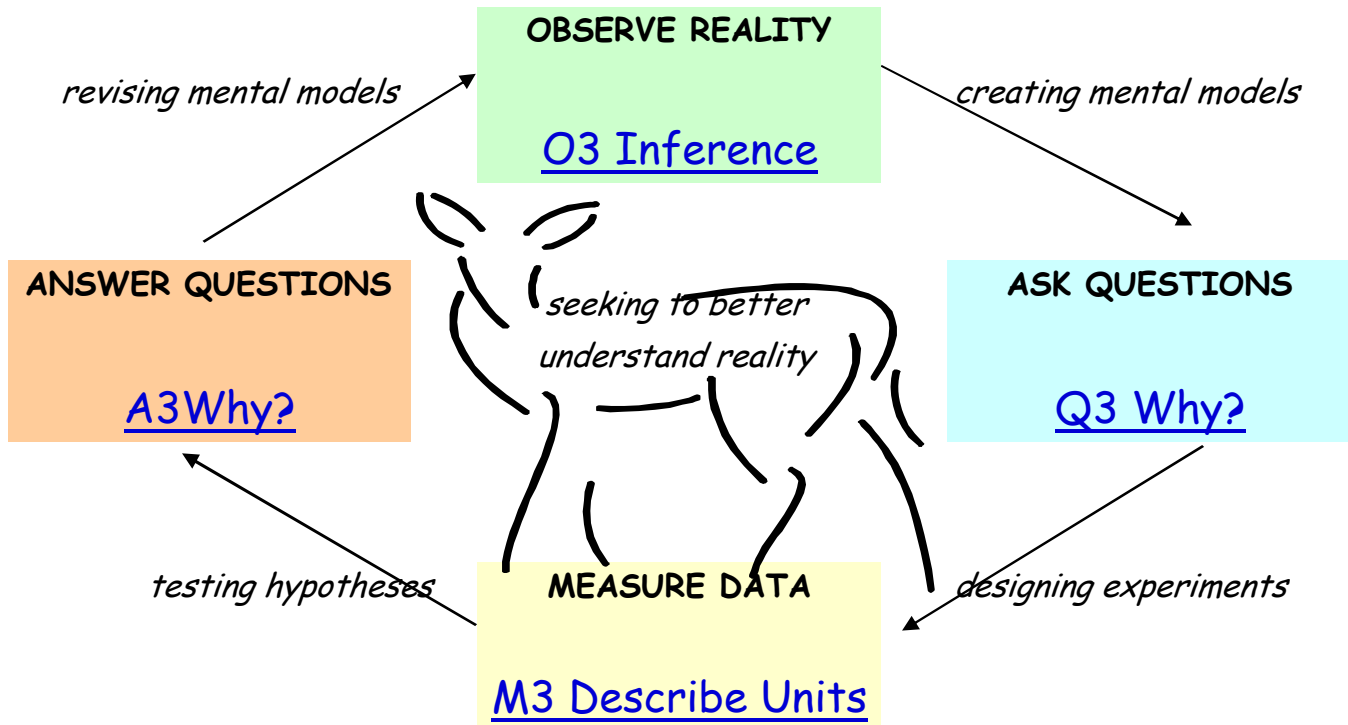 OBSERVE REALITY
O3 Inference
revising mental models
creating mental models
ANSWER QUESTIONS
A3Why?
seeking to better
understand reality
ASK QUESTIONS
Q3 Why?
testing hypotheses
MEASURE DATA
M3 Describe Units
designing experiments